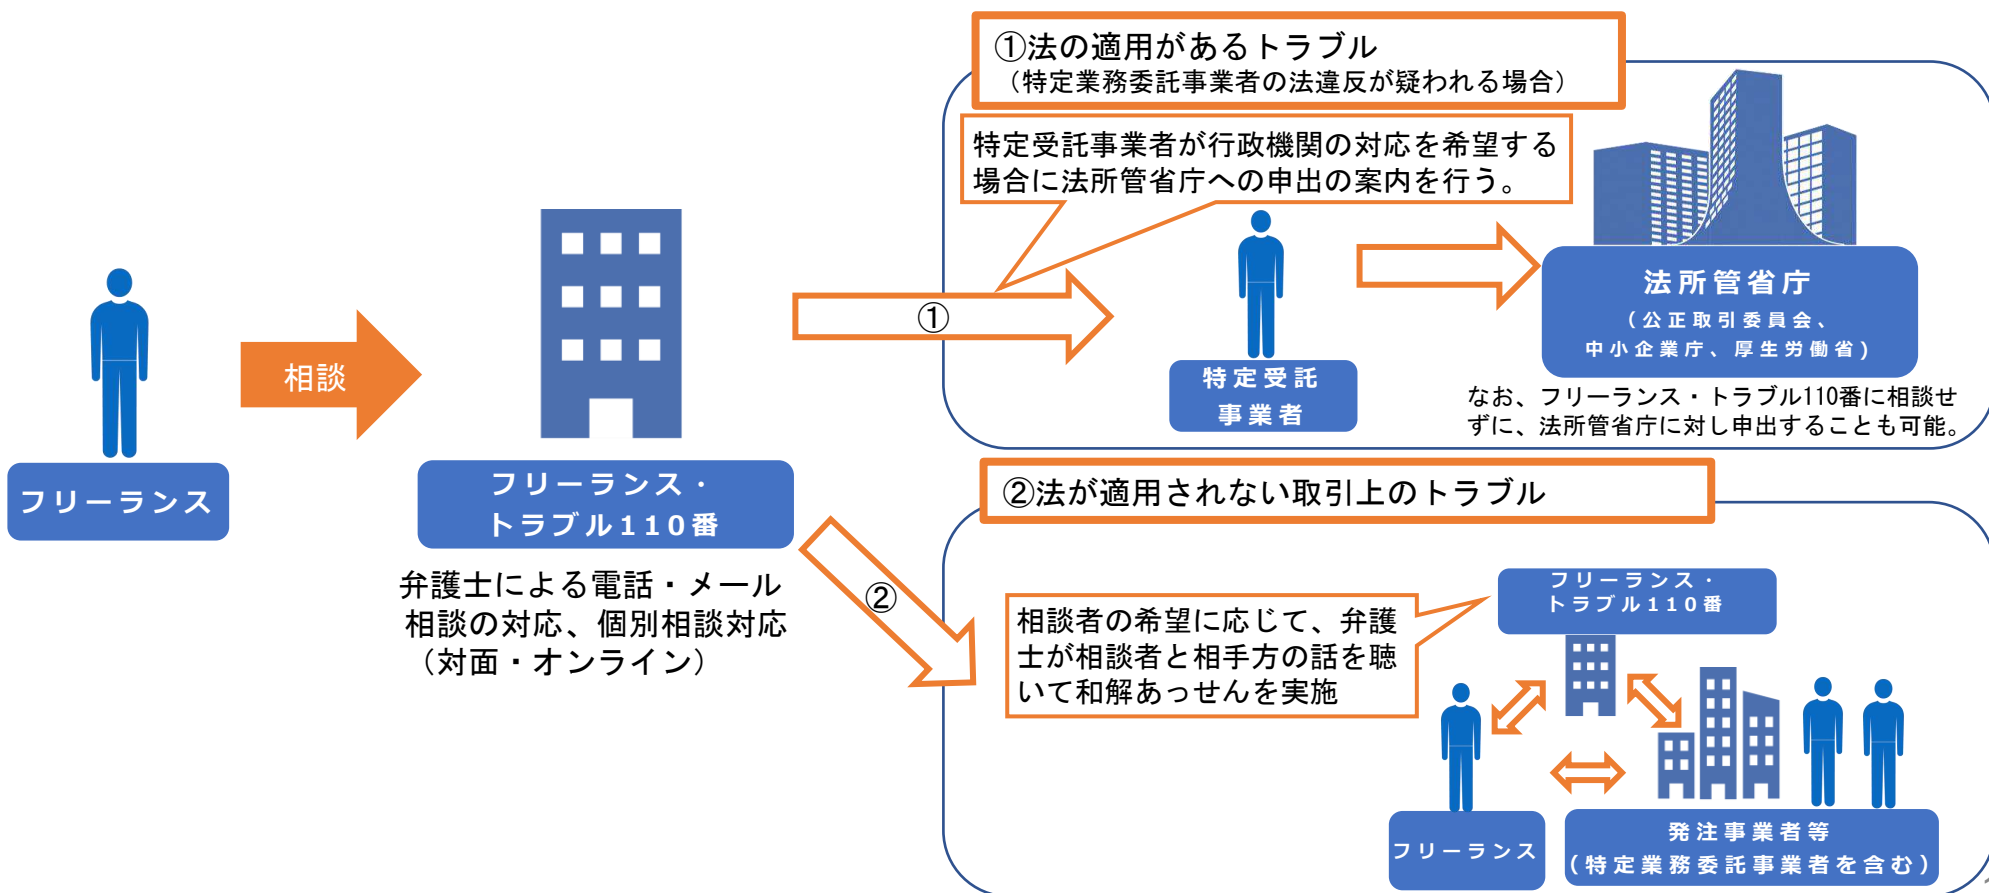 ①法の適用があるトラブル
（特定業務委託事業者の法違反が疑われる場合）
特定受託事業者が行政機関の対応を希望する
場合に法所管省庁への申出の案内を行う。
相談
①
特定受託
事業者
法所管省庁
（公正取引委員会、
中小企業庁、厚生労働省)
なお、フリーランス・トラブル110番に相談せ
ずに、法所管省庁に対し申出することも可能。
フリーランス
フリーランス・
トラブル110番
弁護士による電話・メール
相談の対応、個別相談対応
（対面・オンライン）
②
②法が適用されない取引上のトラブル
相談者の希望に応じて、弁護
士が相談者と相手方の話を聴
いて和解あっせんを実施
フリーランス・
トラブル110番
フリーランス
発注事業者等
（特定業務委託事業者を含む）